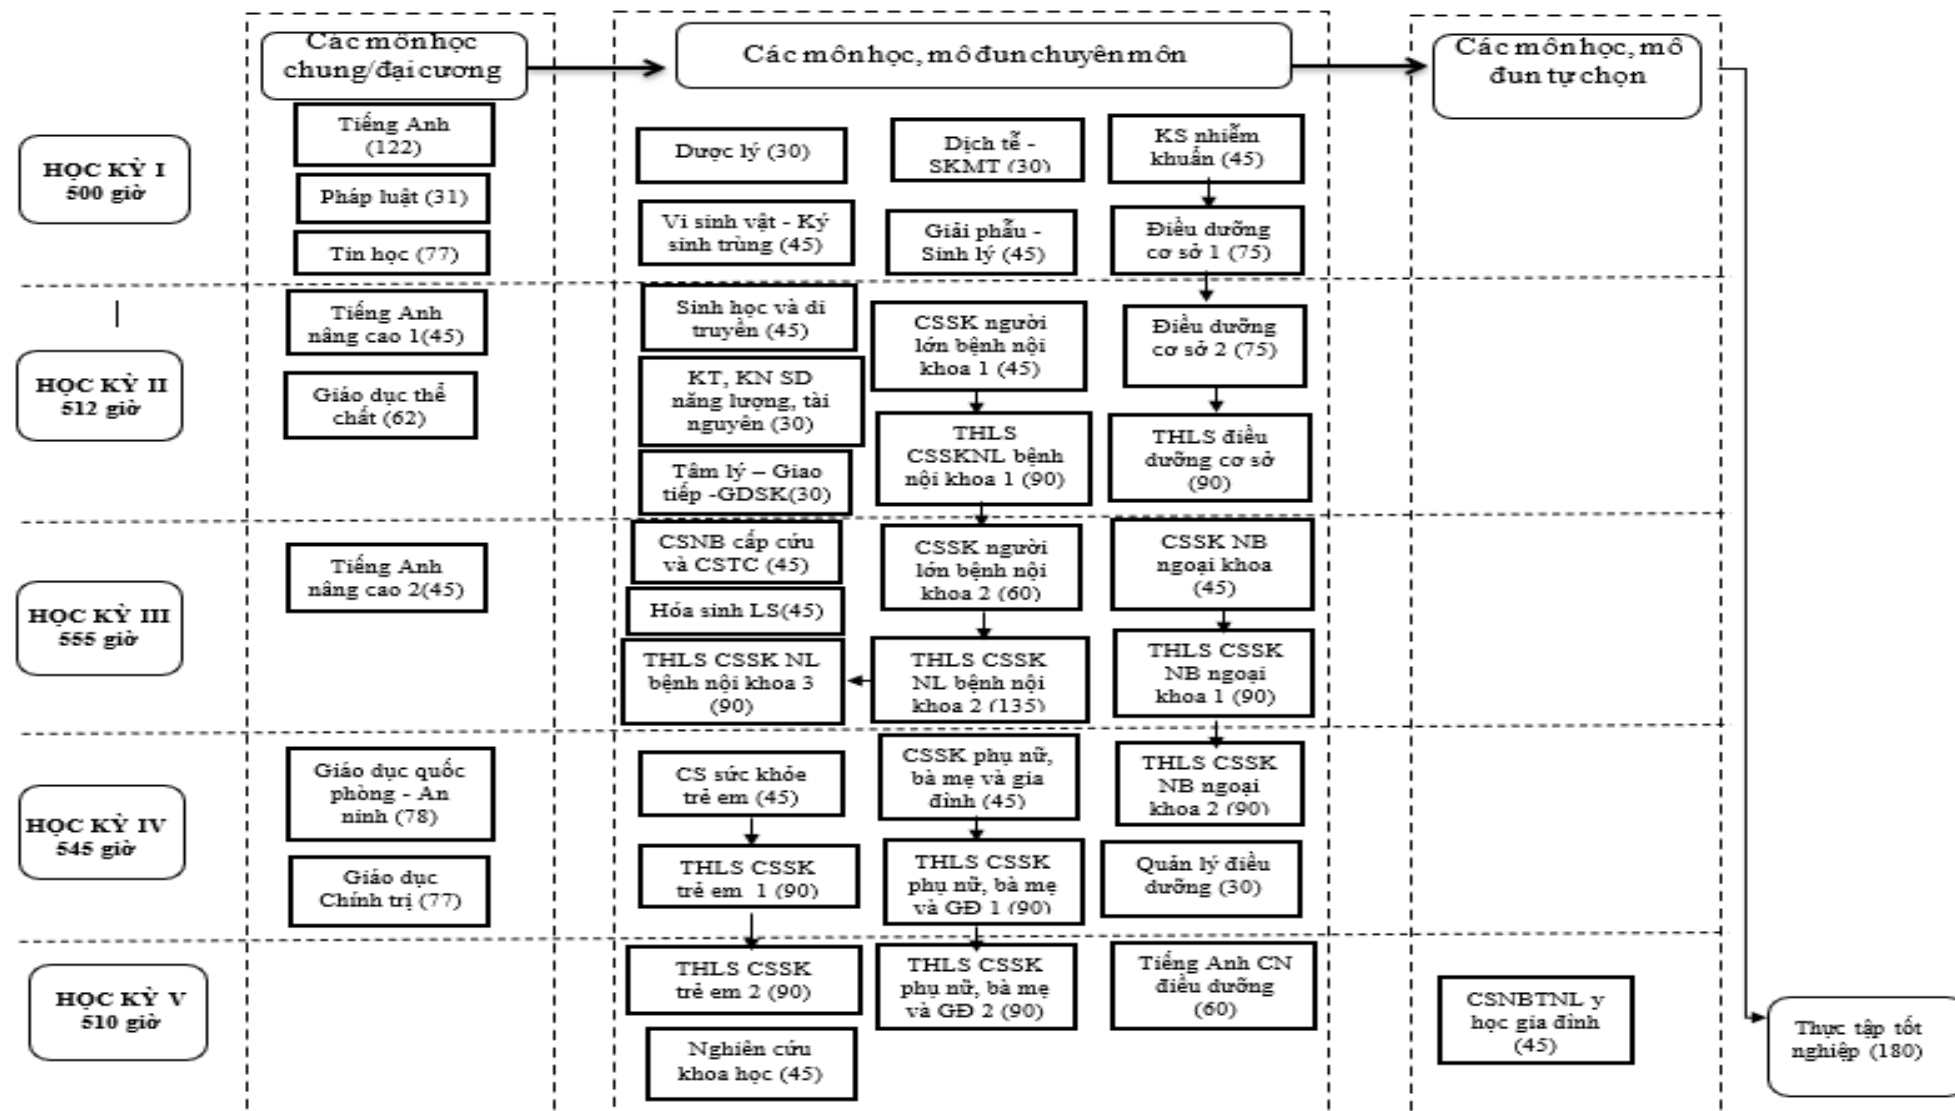 Các môn học
chung/đại cương
Các môn học, mô đun chuyên môn
Các môn học, mô
đun tự chọn
HỌC KỲ I
500 giờ
Tiếng Anh
(122)
Pháp luật (31)
Tin học (77)
Dược lý (30)
Dịch tễ -
SKMT (30)
KS nhiễm
khuẩn (45)
Vi sinh vật - Ký
sinh trùng (45)
Giải phẫu -
Sinh lý (45)
Điều dưỡng
cơ sở 1 (75)
HỌC KỲ II
512 giờ
Tiếng Anh
nâng cao 1(45)
Giáo dục thể
chất (62)
Sinh học và di
truyền (45)
CSSK người
lớn bệnh nội
khoa 1 (45)
Điều dưỡng
cơ sở 2 (75)
KT, KN SD
năng lượng, tài
nguyên (30)
THLS
CSSKNL bệnh
nội khoa 1 (90)
THLS điều
dưỡng cơ sở
(90)
Tâm lý – Giao
tiếp -GDSK(30)
HỌC KỲ III
555 giờ
Tiếng Anh
nâng cao 2(45)
CSNB cấp cứu
và CSTC (45)
CSSK người
lớn bệnh nội
khoa 2 (60)
CSSK NB
ngoại khoa
(45)
Hóa sinh LS(45)
THLS CSSK NL
bệnh nội khoa 3
(90)
THLS CSSK
NL bệnh nội
khoa 2 (135)
THLS CSSK
NB ngoại
khoa 1 (90)
HỌC KỲ IV
545 giờ
Giáo dục quốc
phòng - An
ninh (78)
Giáo dục
Chính trị (77)
CS sức khỏe
trẻ em (45)
CSSK phụ nữ,
bà mẹ và gia
đình (45)
THLS CSSK
NB ngoại
khoa 2 (90)
THLS CSSK
trẻ em 1 (90)
THLS CSSK
phụ nữ, bà mẹ
và GĐ 1 (90)
Quản lý điều
dưỡng (30)
HỌC KỲ V
510 giờ
THLS CSSK
trẻ em 2 (90)
THLS CSSK
phụ nữ, bà mẹ
và GĐ 2 (90)
Tiếng Anh CN
điều dưỡng
(60)
Nghiên cứu
khoa học (45)
CSNBTNL y
học gia đình
(45)
Thực tập tốt
nghiệp (180)